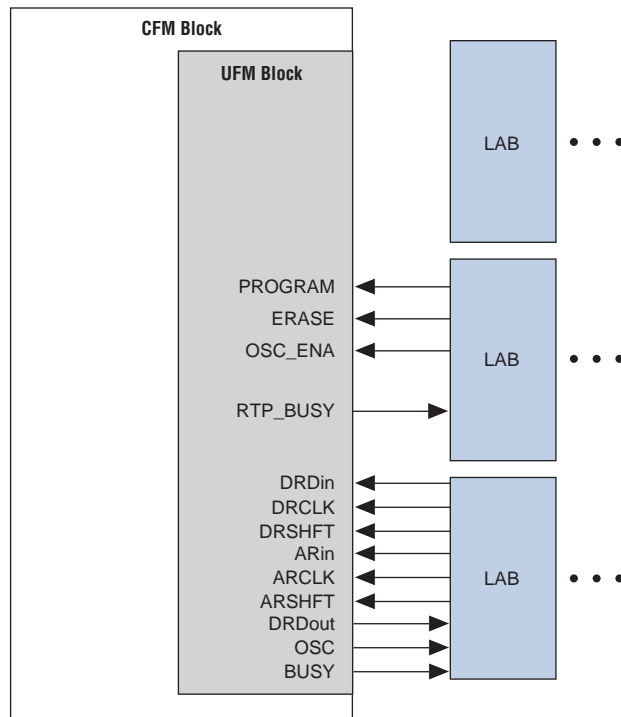 CFM Block
UFM Block
LAB
PROGRAM
ERASE
OSC_ENA
LAB
RTP_BUSY
DRDin
DRCLK
DRSHFT
ARin
ARCLK
LAB
ARSHFT
DRDout
OSC
BUSY